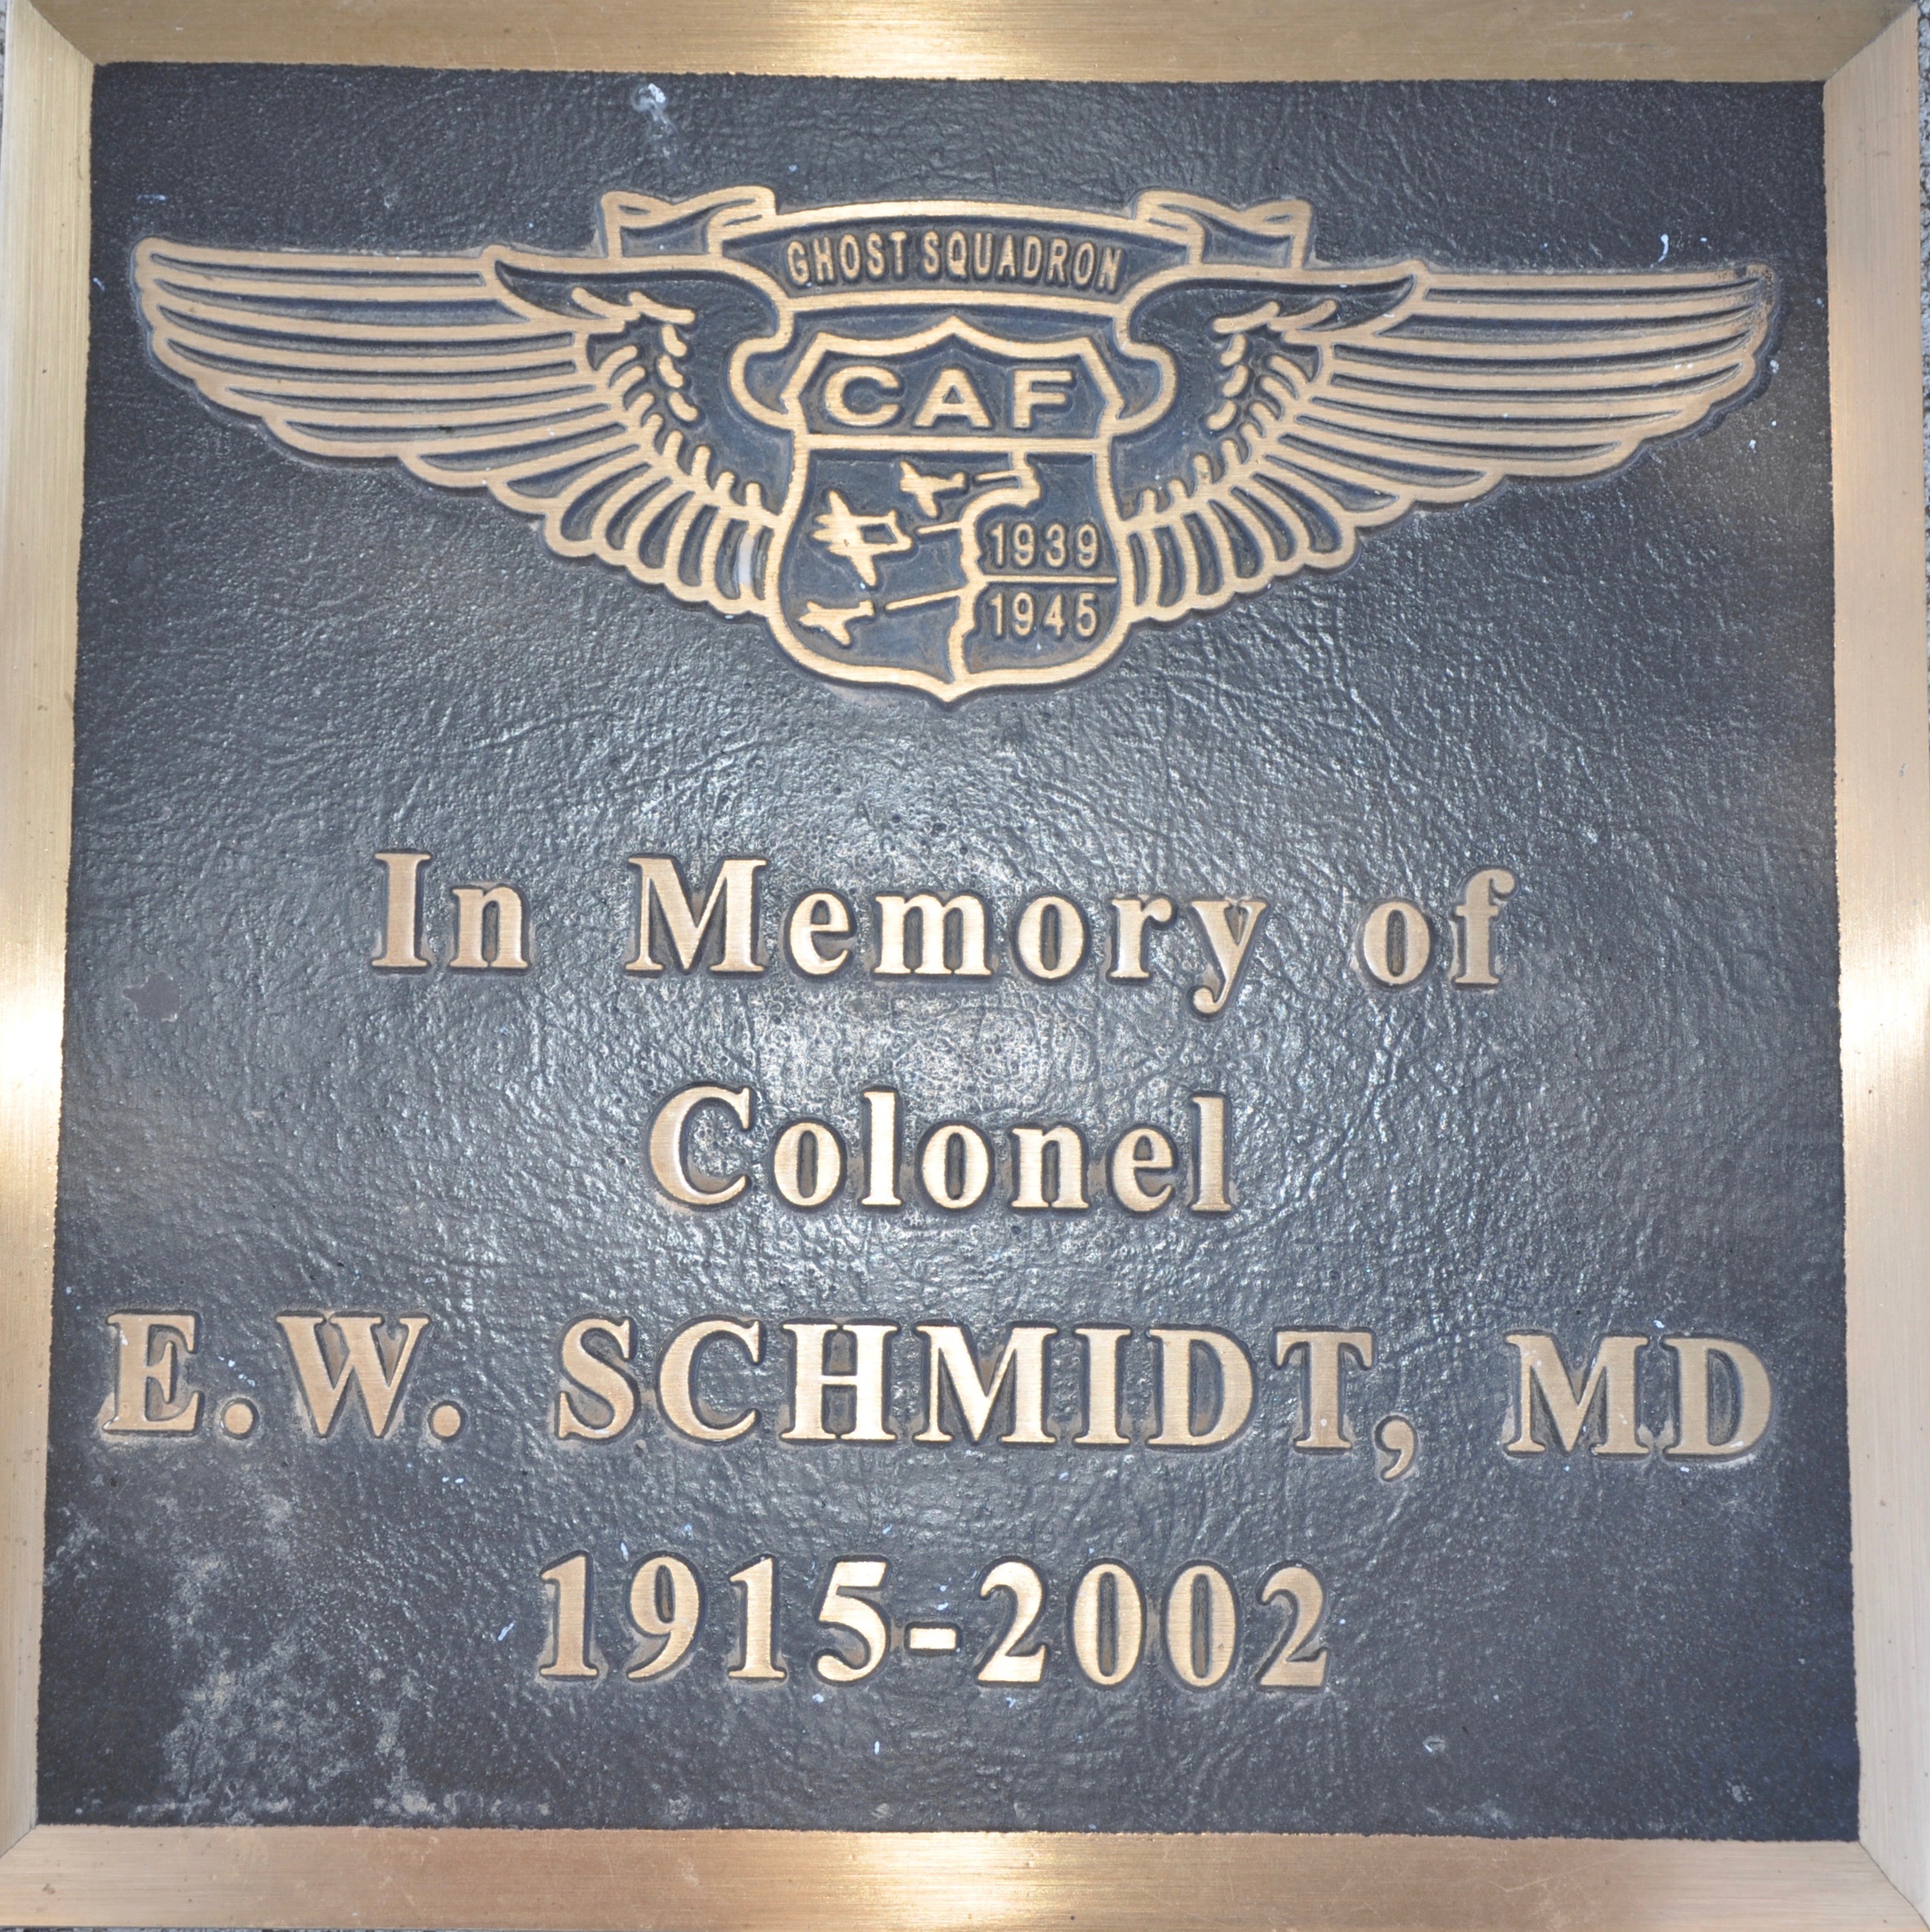 GHOST SQUADRON
CAF
1939
1945
In Memory of
Colonel
E.W. SCHMIDT, MD
1915-2002